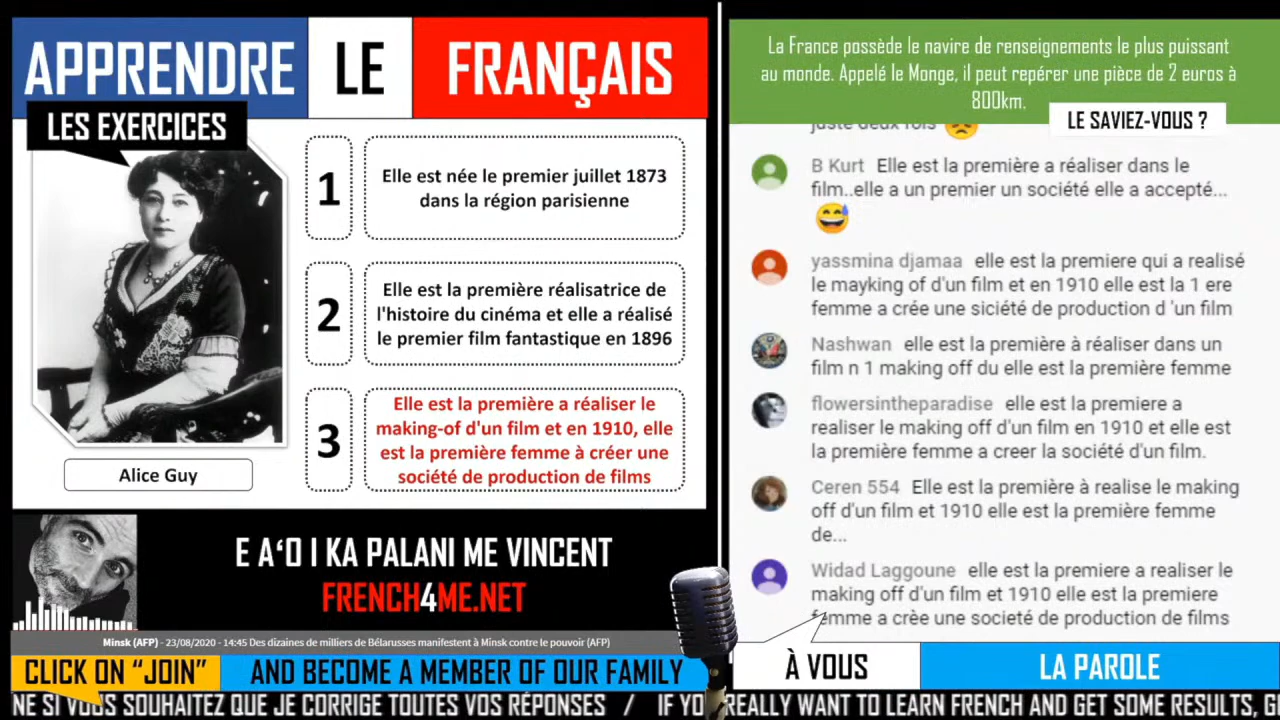 APPRENDRE LE FRANÇAIS
LES EXERCICES
1
Elle est née le premier juillet 1873
dans la région parisienne
2
Elle est la première réalisatrice de
l'histoire du cinéma et elle a réalisé
le premier film fantastique en 1896
3
Elle est la première a réaliser le
making-of d'un film et en 1910, elle
est la première femme à créer une
société de production de films
Alice Guy
E AʻO I KA PALANI ME VINCENT
FRENCH4ME.NET
Minsk (AFP) - 23/08/2020 - 14:45 Des dizaines de milliers de Bélarusses manifestent à Minsk contre le pouvoir (AFP)
CLICK ON “JOIN” AND BECOME A MEMBER OF OUR FAMILY
La France possède le navire de renseignements le plus puissant
au monde. Appelé le Monge, il peut repérer une pièce de 2 euros à
800km.
LE SAVIEZ-VOUS ?
juste deux fois 😞
B Kurt Elle est la première a réaliser dans le
film..elle a un premier un société elle a accepté...
😅
yassmina djamaa elle est la premiere qui a realisé
le mayking of d'un film et en 1910 elle est la 1 ere
femme a crée une siciété de production d 'un film
Nashwan elle est la première à réaliser dans un
film n 1 making off du elle est la première femme
flowersintheparadise elle est la premiere a
realiser le making off d'un film en 1910 et elle est
la première femme a creer la société d'un film.
Ceren 554 Elle est la première à realise le making
off d'un film et 1910 elle est la première femme
de...
Widad Laggoune elle est la premiere a realiser le
making off d'un film et 1910 elle est la premiere
femme a crèe une societé de production de films
À VOUS LA PAROLE
NE SI VOUS SOUHAITEZ QUE JE CORRIGE TOUTES VOS RÉPONSES / IF YOU REALLY WANT TO LEARN FRENCH AND GET SOME RESULTS, G